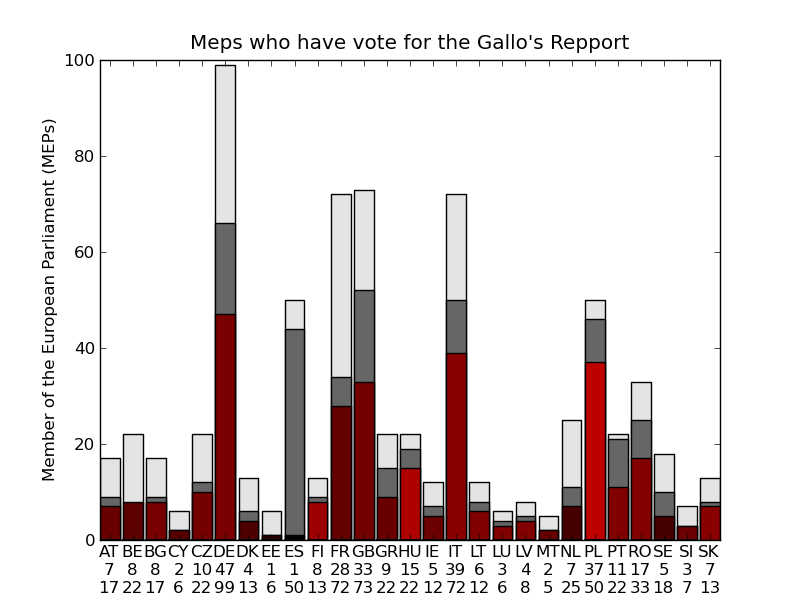 Meps who have vote for the Gallo's Repport
Member of the European Parliament (MEPs)
100
80
60
40
20
0
AT BE BG CY CZ DE DK EE ES FI FR GB GR HU IE IT LT LU LV MT NL PL PT RO SE SI SK
7 8 8 2 10 47 4 1 1 8 28 33 9 15 5 39 6 3 4 2 7 37 11 17 5 3 7
17 22 17 6 22 99 13 6 50 13 72 73 22 22 12 72 12 6 8 5 25 50 22 33 18 7 13